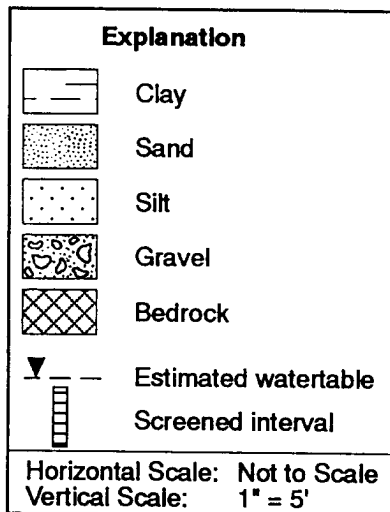 Explanation
Clay
Sand
Silt
Gravel
Bedrock
Estimated watertable
Screened interval
Horizontal Scale: Not to Scale
Vertical Scale: 1" = 5'